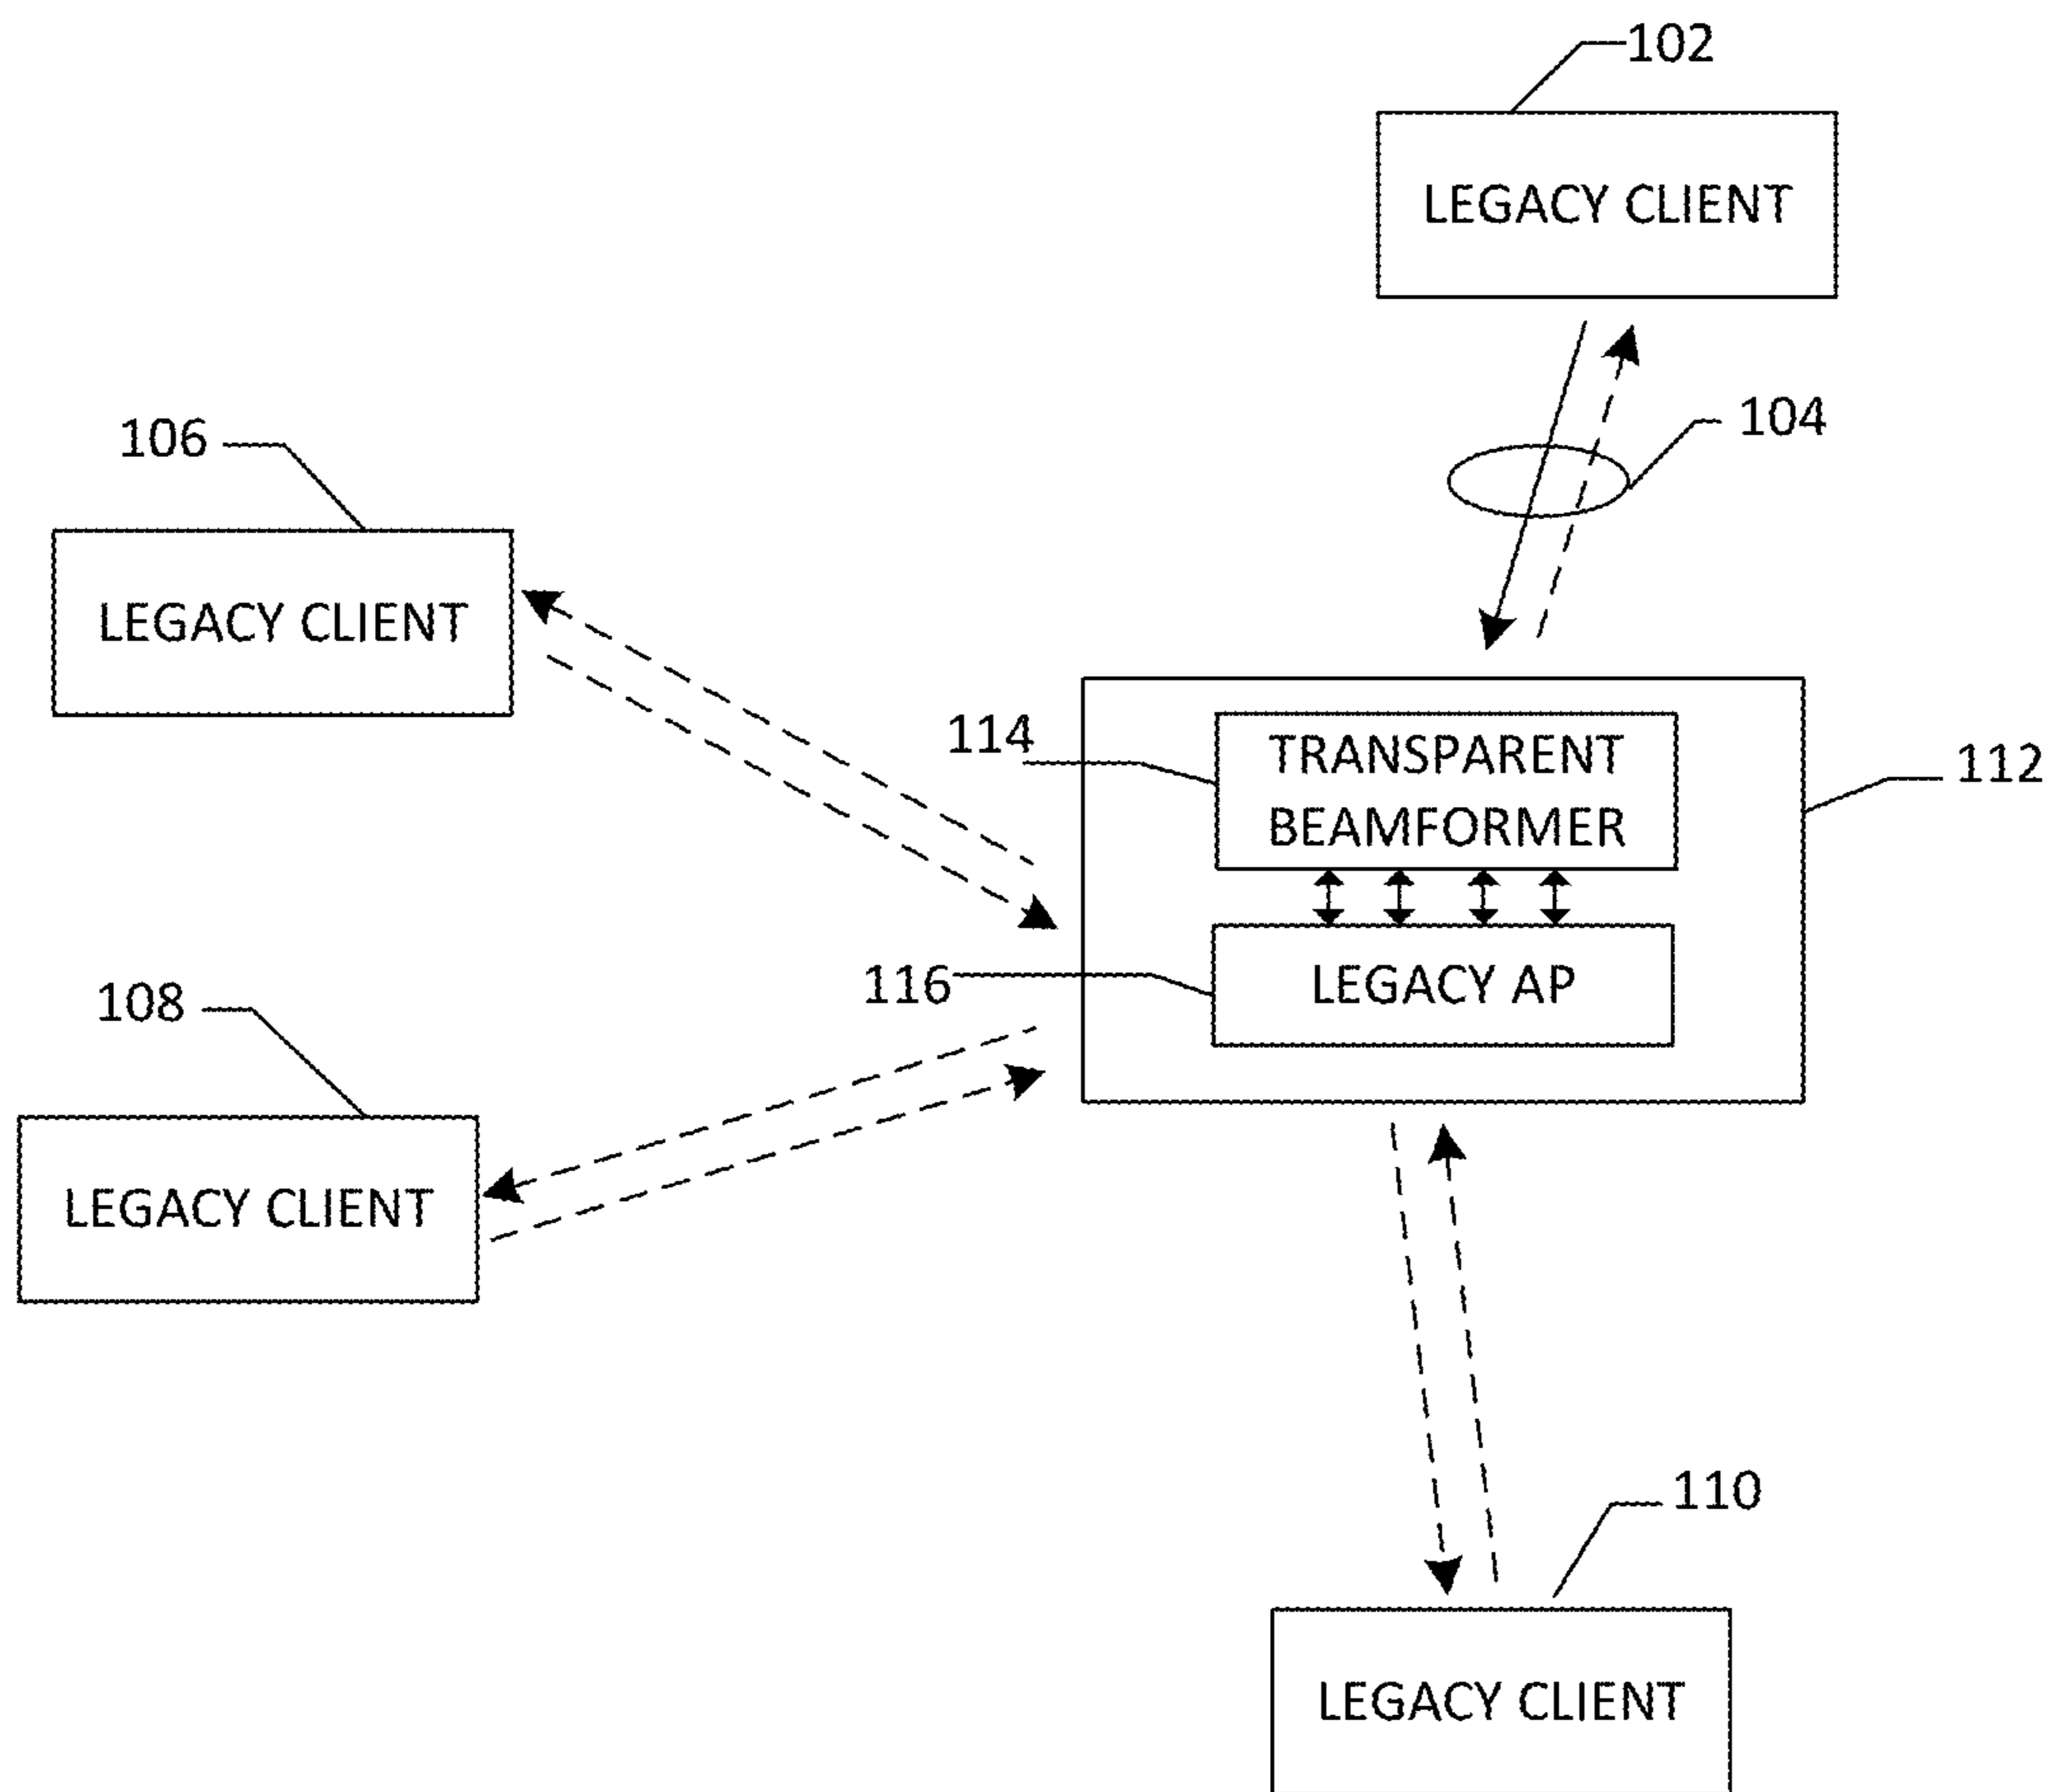 102
LEGACY CLIENT
104
106
LEGACY CLIENT
114
TRANSPARENT
BEAMFORMER
112
116
LEGACY AP
108
LEGACY CLIENT
110
LEGACY CLIENT